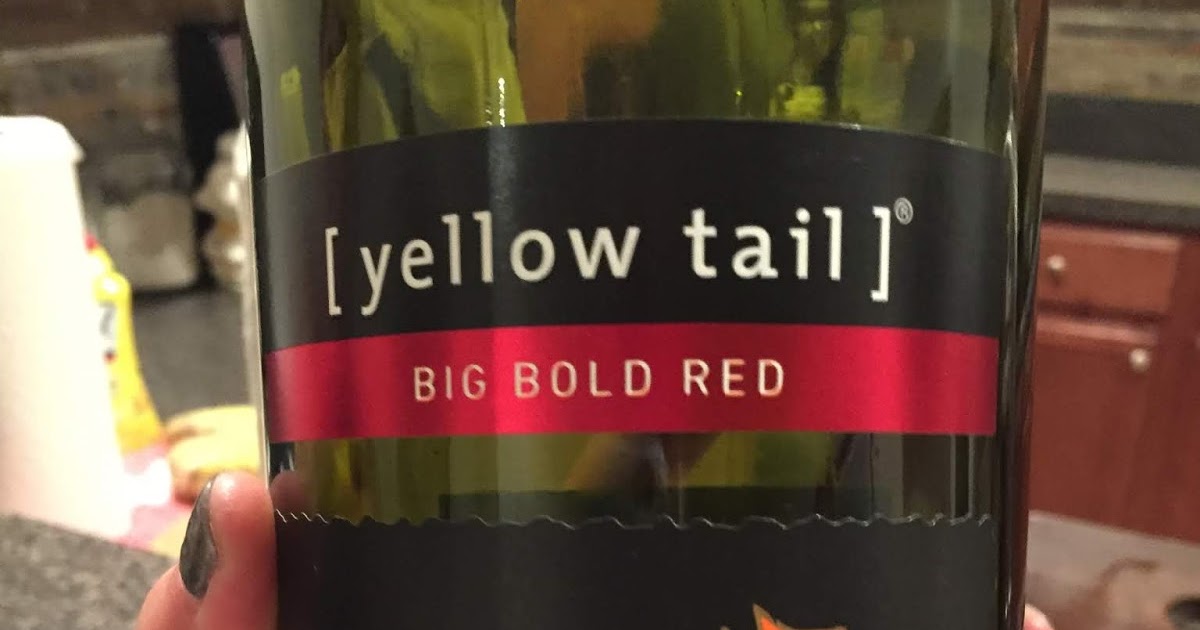 [ yellow tail ]®
BIG BOLD RED